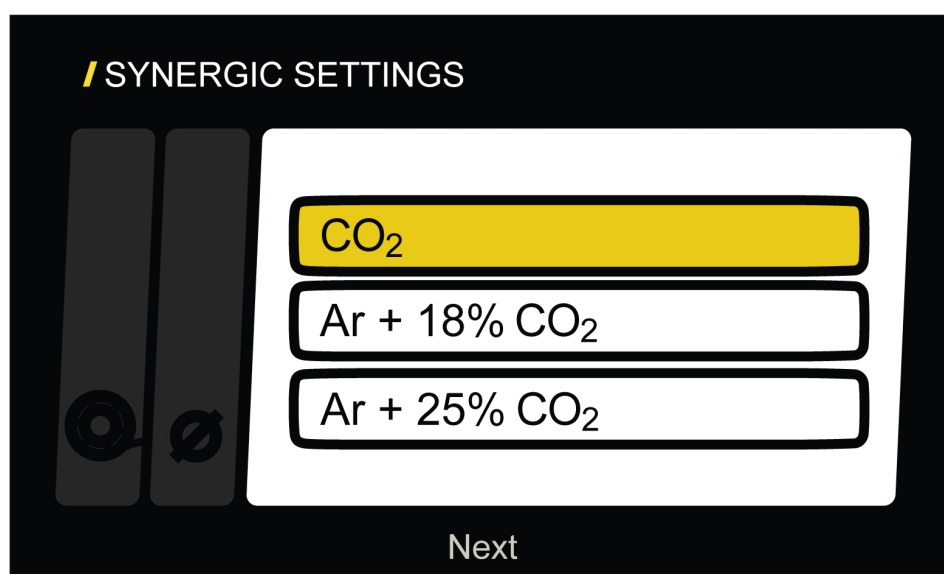 SYNERGIC SETTINGS
CO₂
Ar + 18% CO₂
Ar + 25% CO₂
Next